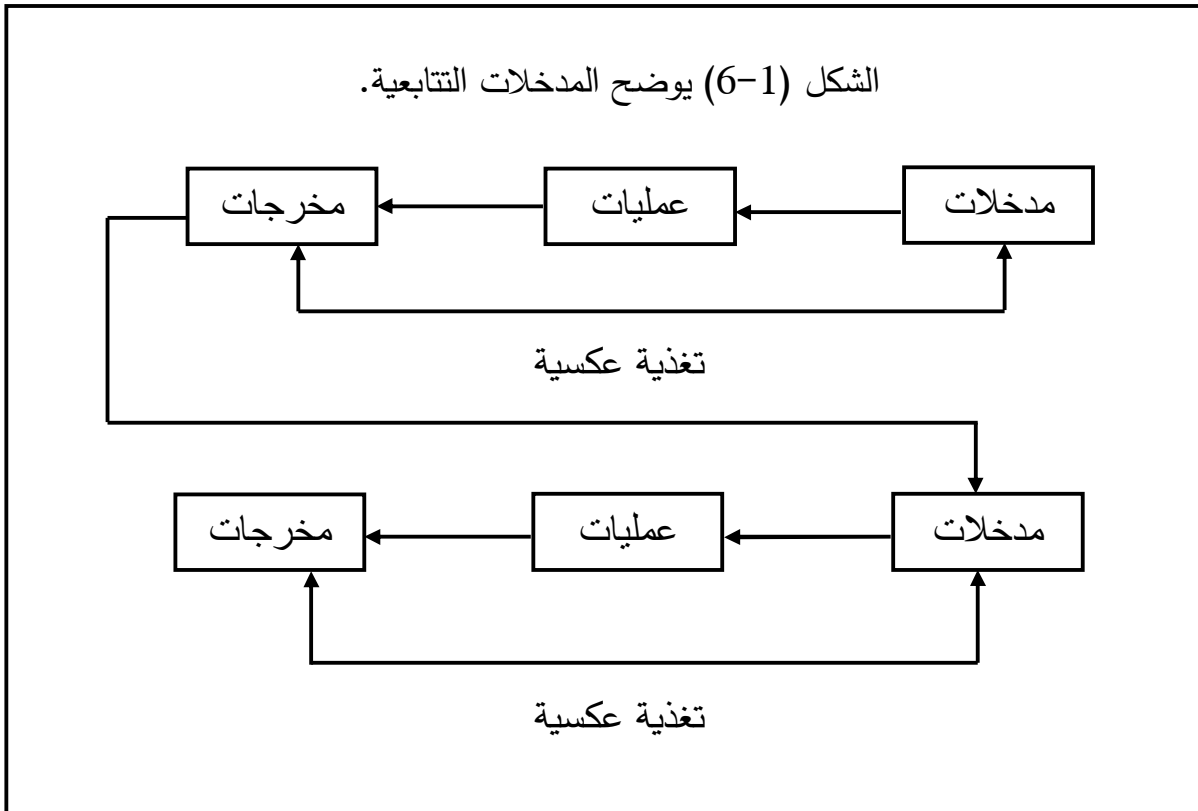 الشكل (1-6) يوضح المدخلات التتابعية.
مدخلات
عمليات
مخرجات
تغذية عكسية
مدخلات
عمليات
مخرجات
تغذية عكسية